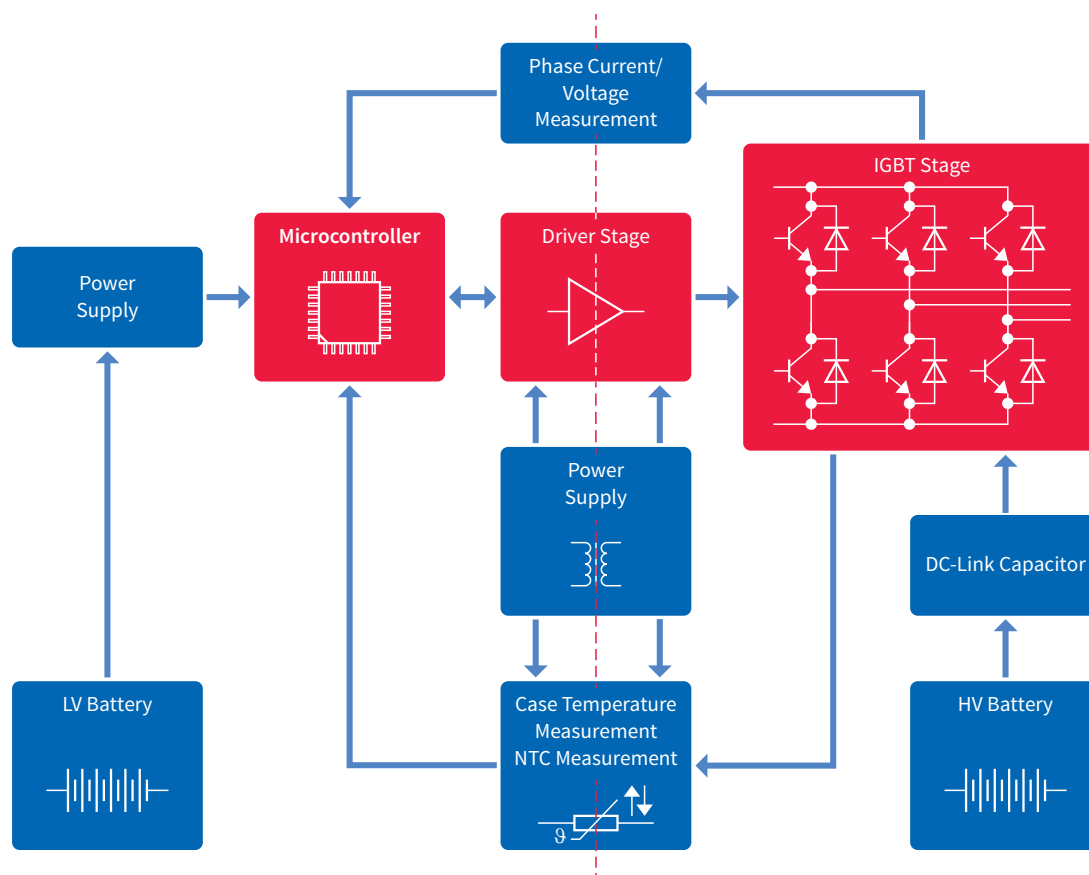 Phase Current/
Voltage
Measurement
IGBT Stage
Microcontroller
Driver Stage
Power
Supply
Power
Supply
DC-Link Capacitor
LV Battery
Case Temperature
Measurement
NTC Measurement
HV Battery
ϑ